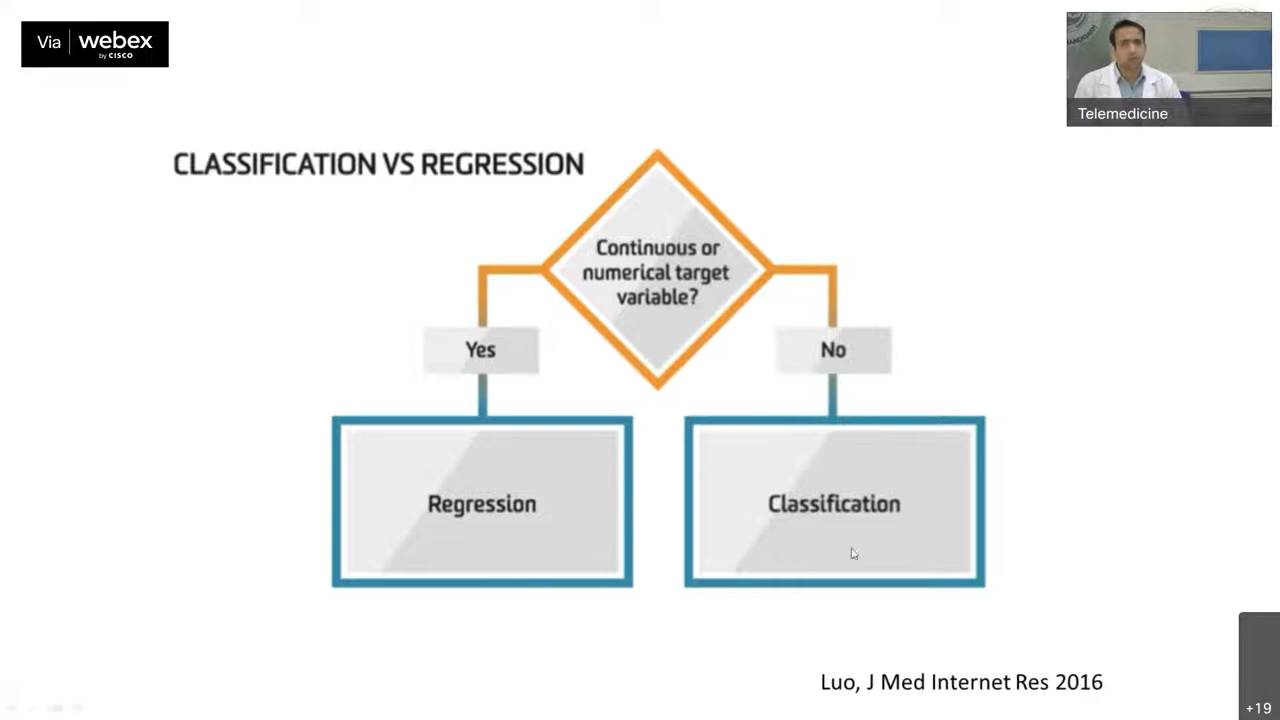 Via webex
by CISCO
Telemedicine
CLASSIFICATION VS REGRESSION
Continuous or
numerical target
variable?
Yes
No
Regression
Classification
Luo, J Med Internet Res 2016
+19